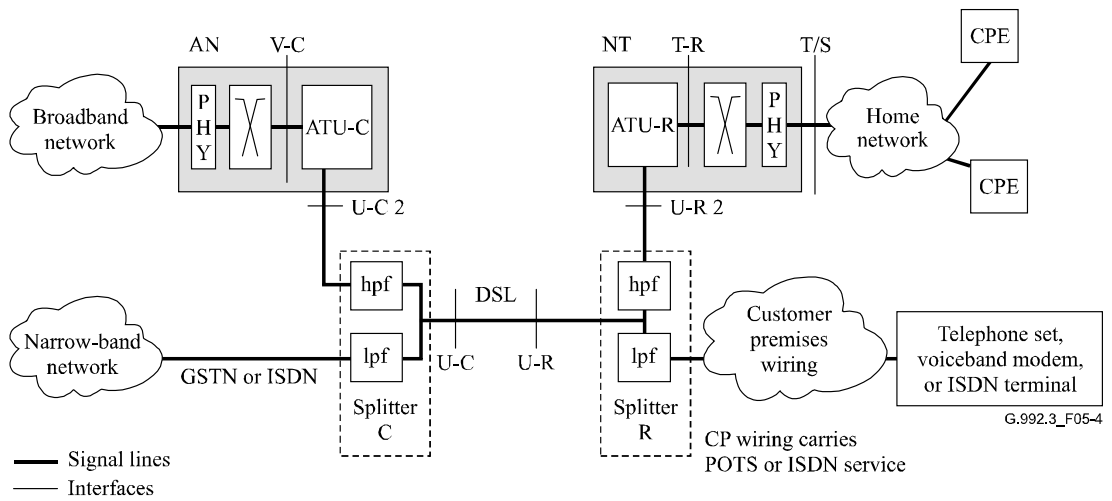 AN
V-C
NT
T-R
T/S
CPE
Broadband
network
P
H
Y
ATU-C
ATU-R
P
H
Y
Home
network
CPE
U-C 2
U-R 2
hpf
DSL
hpf
Customer
premises
wiring
Narrow-band
network
GSTN or ISDN
lpf
U-C
U-R
lpf
Telephone set,
voiceband modem,
or ISDN terminal
Splitter
C
Splitter
R
G.992.3_F05-4
CP wiring carries
POTS or ISDN service
Signal lines
Interfaces